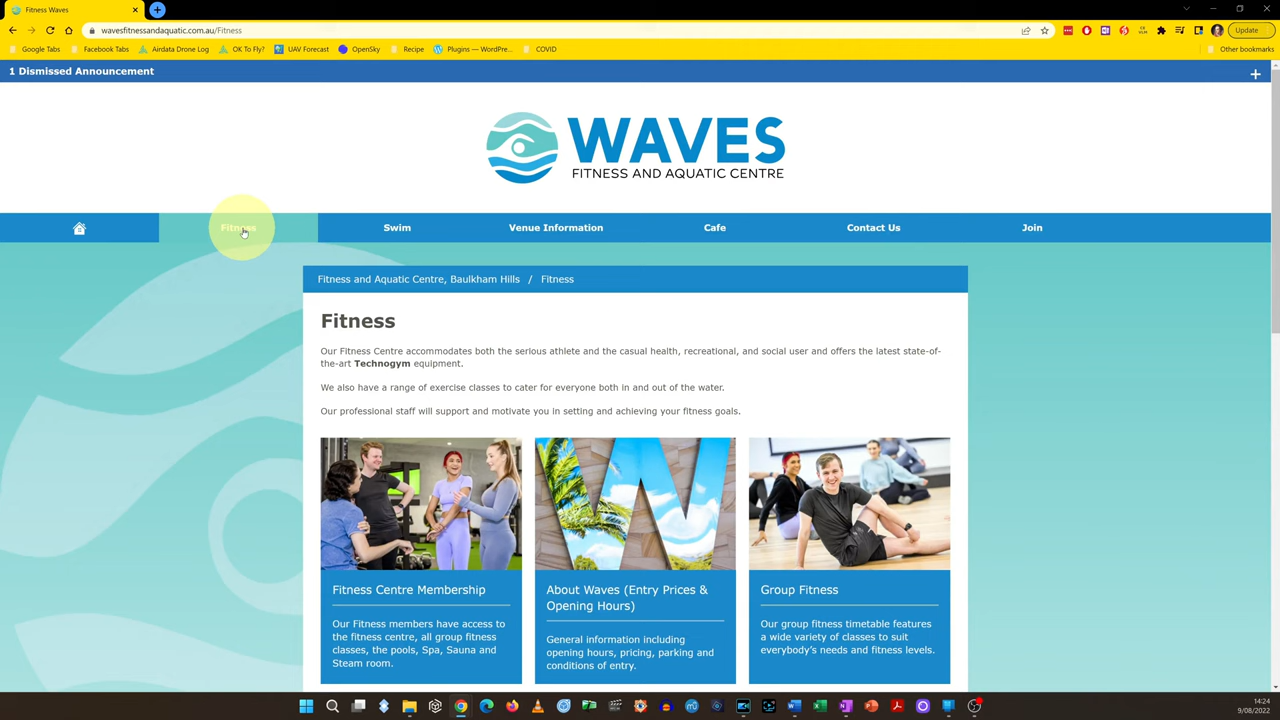 Fitness Waves
wavesfitnessandaquatic.com.au/Fitness
Update
Google Tabs
Facebook Tabs
Airdata Drone Log
OK To Fly?
UAV Forecast
OpenSky
Recipe
Plugins — WordPre...
COVID
Other bookmarks
1 Dismissed Announcement
WAVES
FITNESS AND AQUATIC CENTRE
Fitness
Swim
Venue Information
Cafe
Contact Us
Join
Fitness and Aquatic Centre, Baulkham Hills / Fitness
Fitness
Our Fitness Centre accommodates both the serious athlete and the casual health, recreational, and social user and offers the latest state-of-
the-art Technogym equipment.
We also have a range of exercise classes to cater for everyone both in and out of the water.
Our professional staff will support and motivate you in setting and achieving your fitness goals.
Fitness Centre Membership
Our Fitness members have access to
the fitness centre, all group fitness
classes, the pools, Spa, Sauna and
Steam room.
About Waves (Entry Prices &
Opening Hours)
General information including
opening hours, pricing, parking and
conditions of entry.
Group Fitness
Our group fitness timetable features
a wide variety of classes to suit
everybody's needs and fitness levels.
14:24
9/08/2022